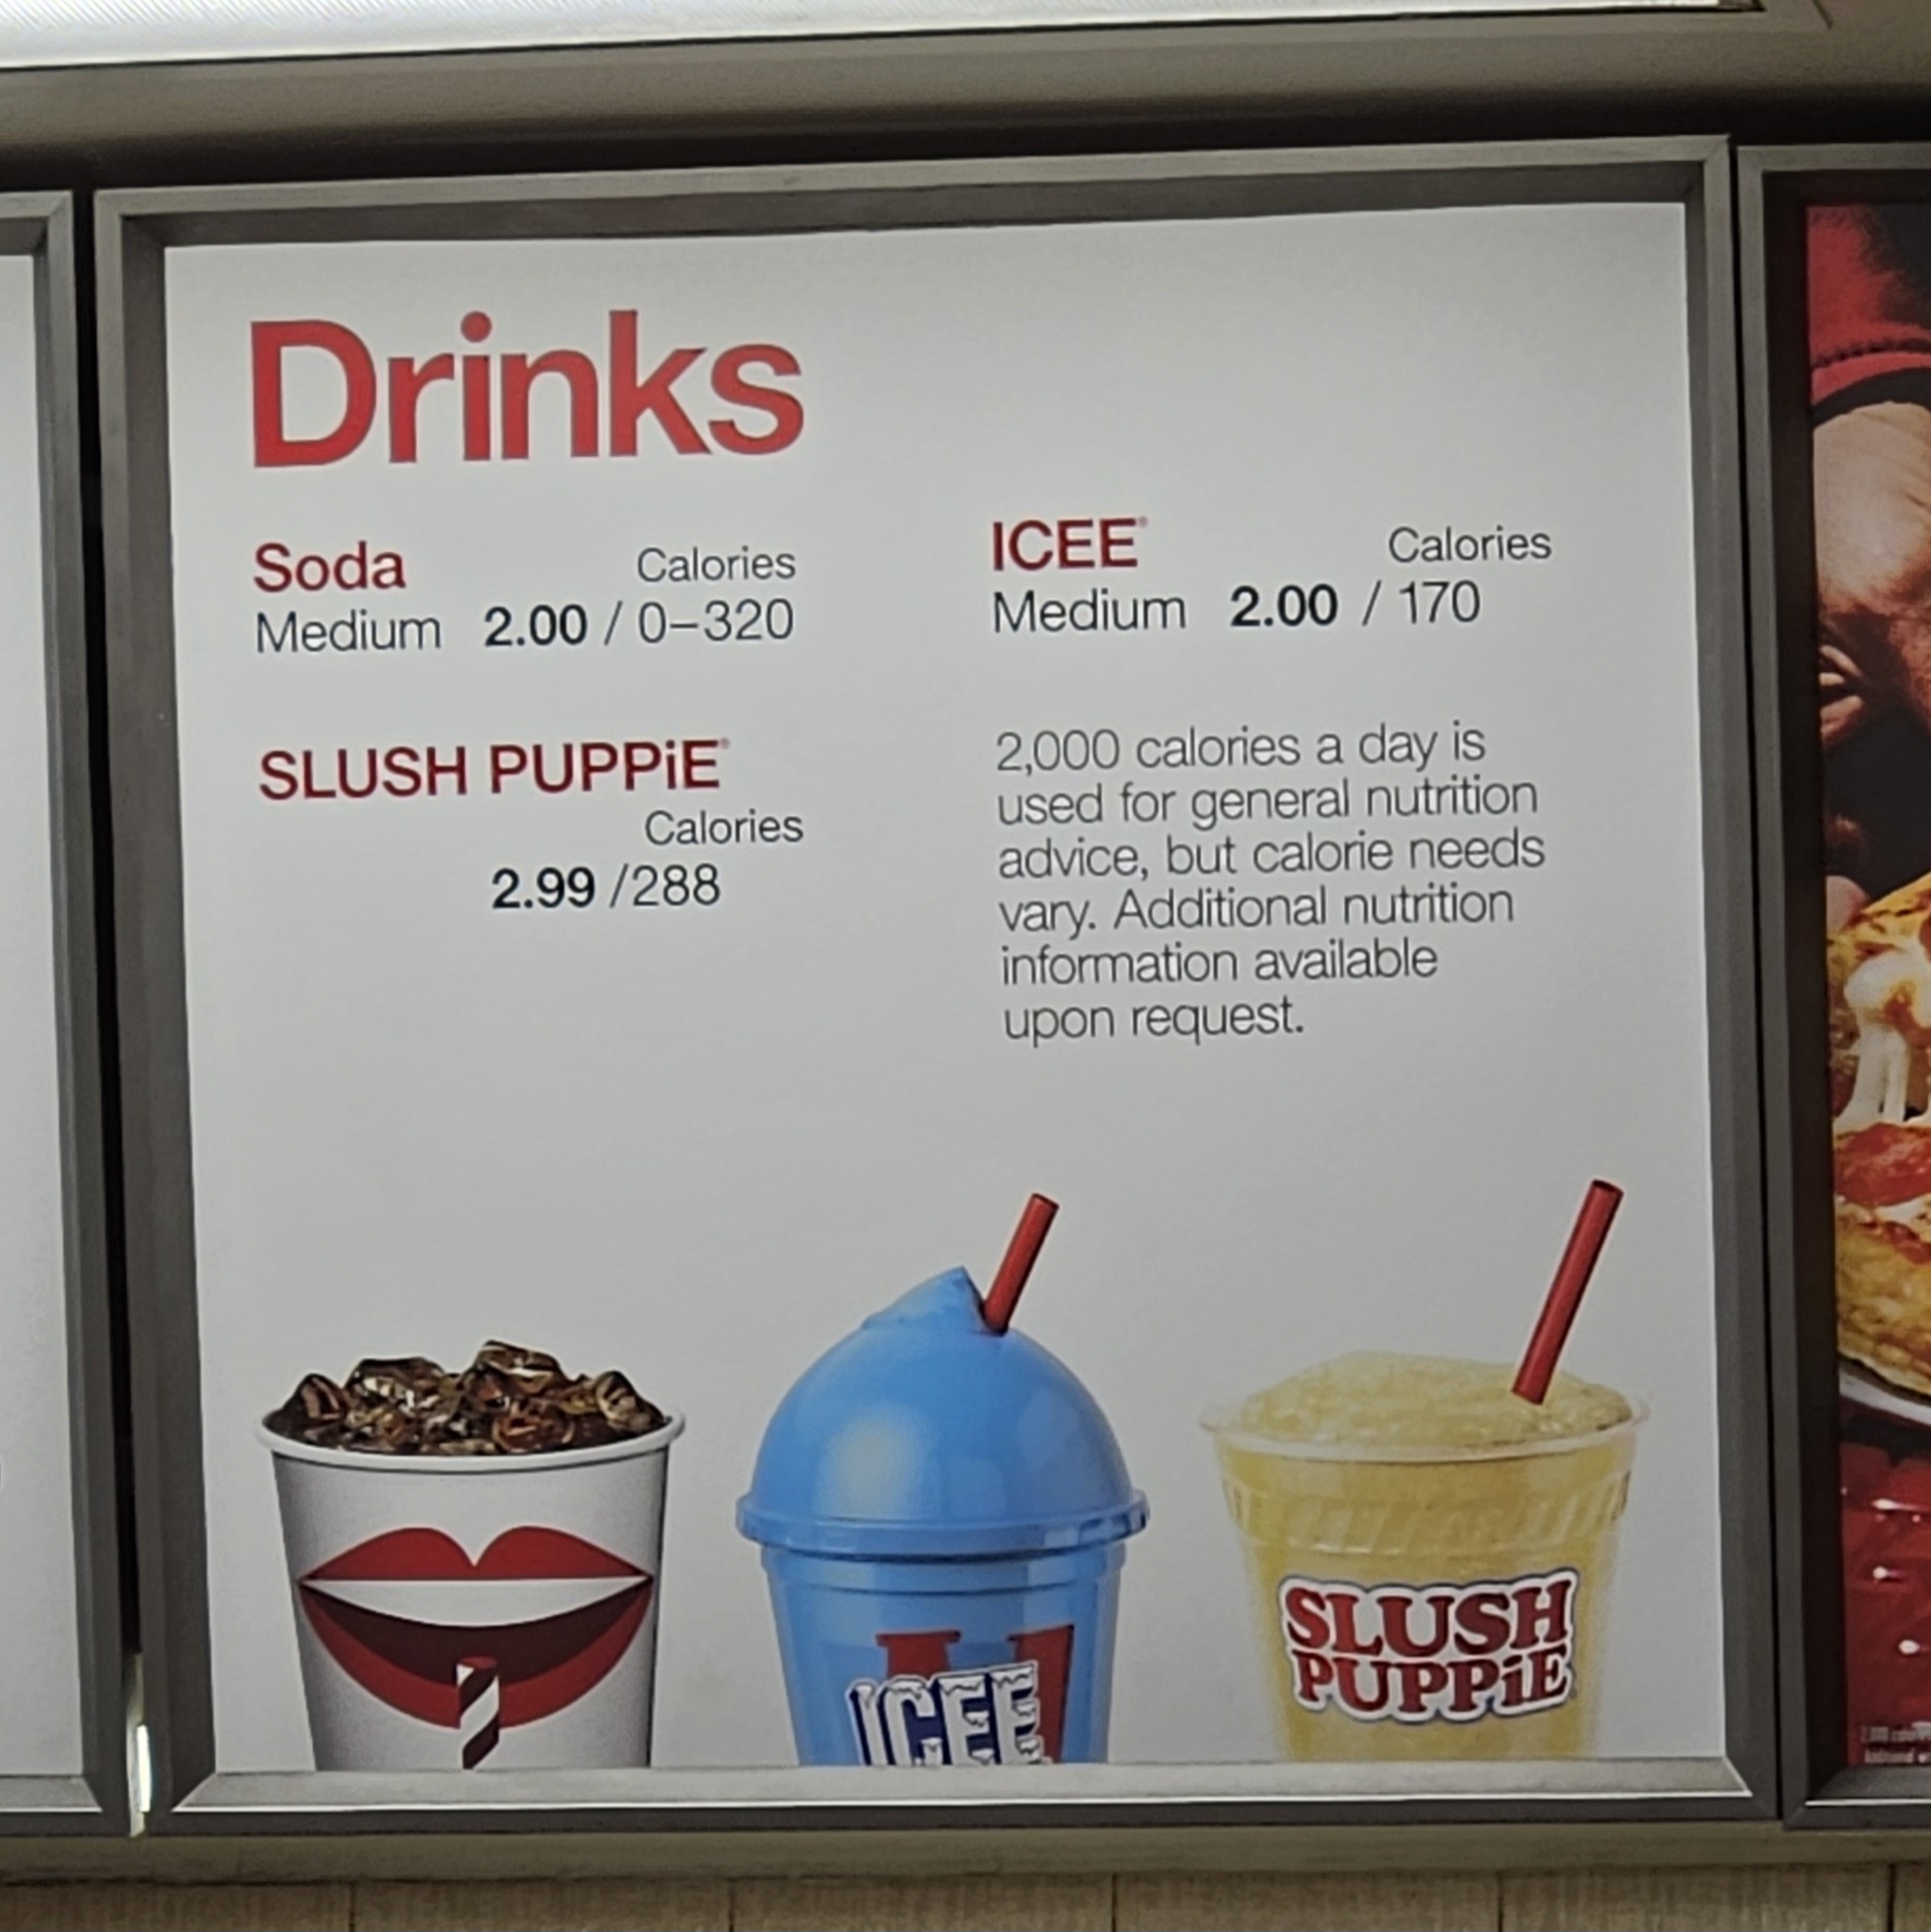 Drinks
Soda Calories
Medium 2.00 / 0–320
SLUSH PUPPiE®
Calories
2.99 /288
ICEE® Calories
Medium 2.00 / 170
2,000 calories a day is
used for general nutrition
advice, but calorie needs
vary. Additional nutrition
information available
upon request.
ICEE
SLUSH
PUPPiE